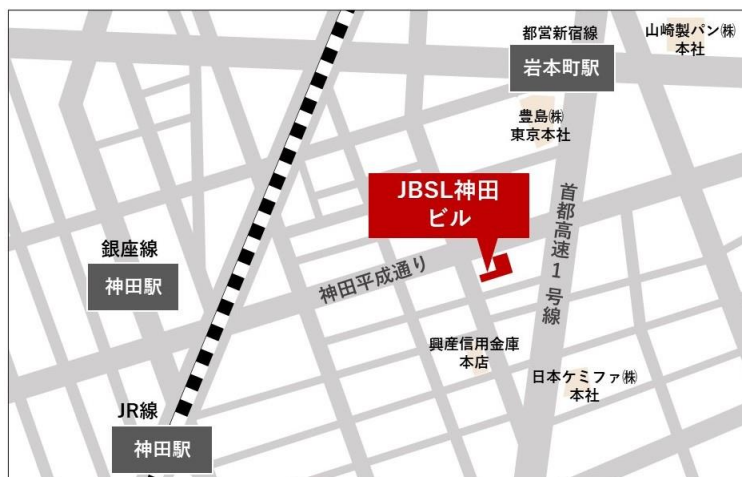 都営新宿線
岩本町駅
山崎製パン㈱
本社
豊島㈱
東京本社
JBSL神田
ビル
首都高速1号線
銀座線
神田駅
神田平成通り
興産信用金庫
本店
日本ケミファ㈱
本社
JR線
神田駅